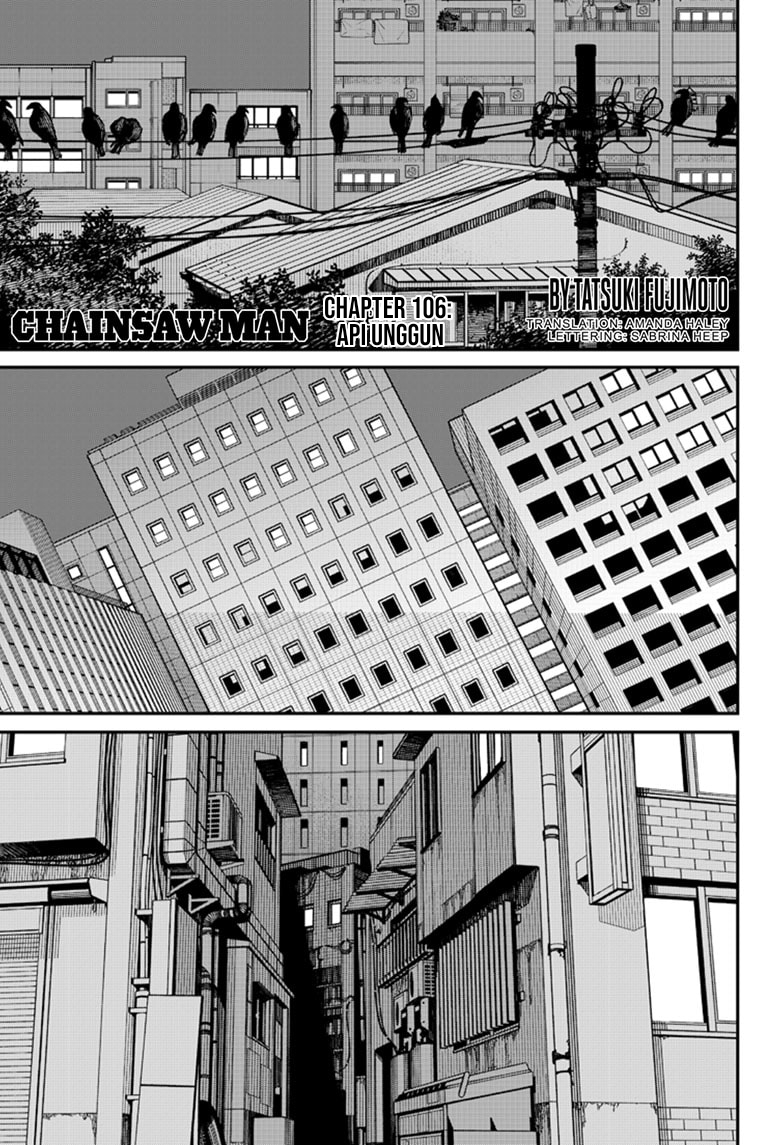 CHAINSAW MAN
CHAPTER 106:
API UNGGUN
BY TATSUKI FUJIMOTO
TRANSLATION: AMANDA HALEY
LETTERING: SABRINA HEEP